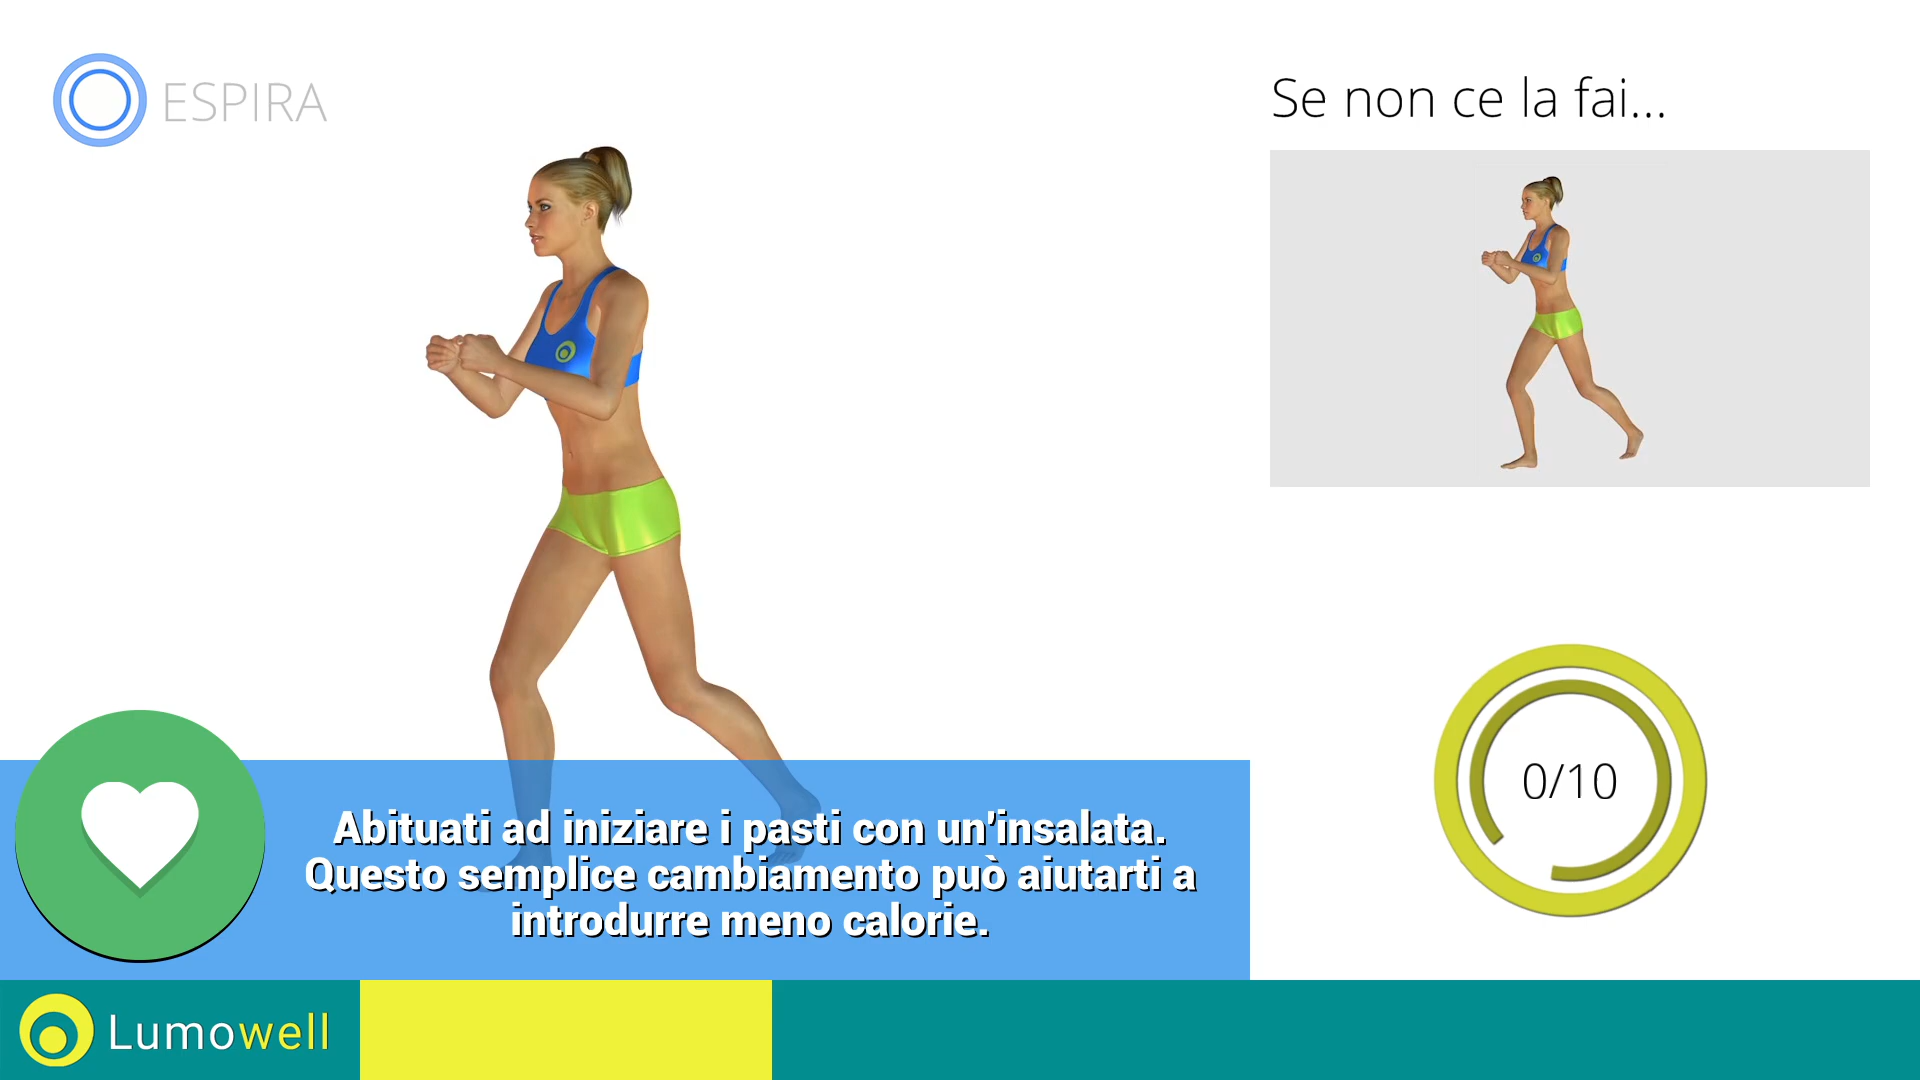 ESPIRA
Se non ce la fai...
0/10
Abituati ad iniziare i pasti con un'insalata.
Questo semplice cambiamento può aiutarti a
introdurre meno calorie.
Lumowell